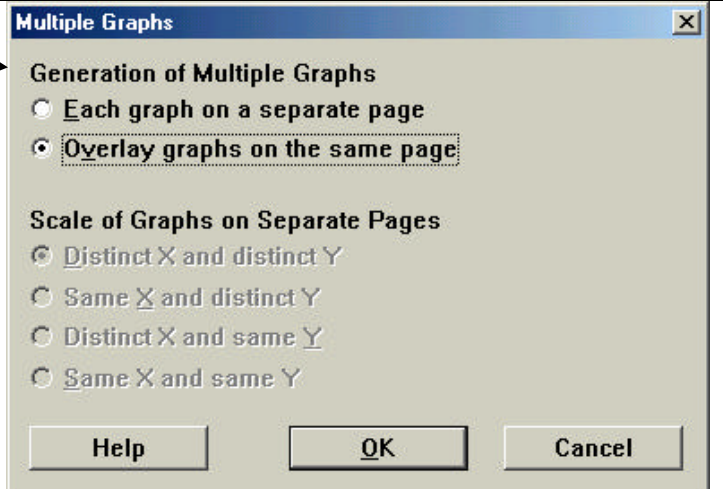 Multiple Graphs
Generation of Multiple Graphs
Each graph on a separate page
Overlay graphs on the same page
Scale of Graphs on Separate Pages
Distinct X and distinct Y
Same X and distinct Y
Distinct X and same Y
Same X and same Y
Help OK Cancel